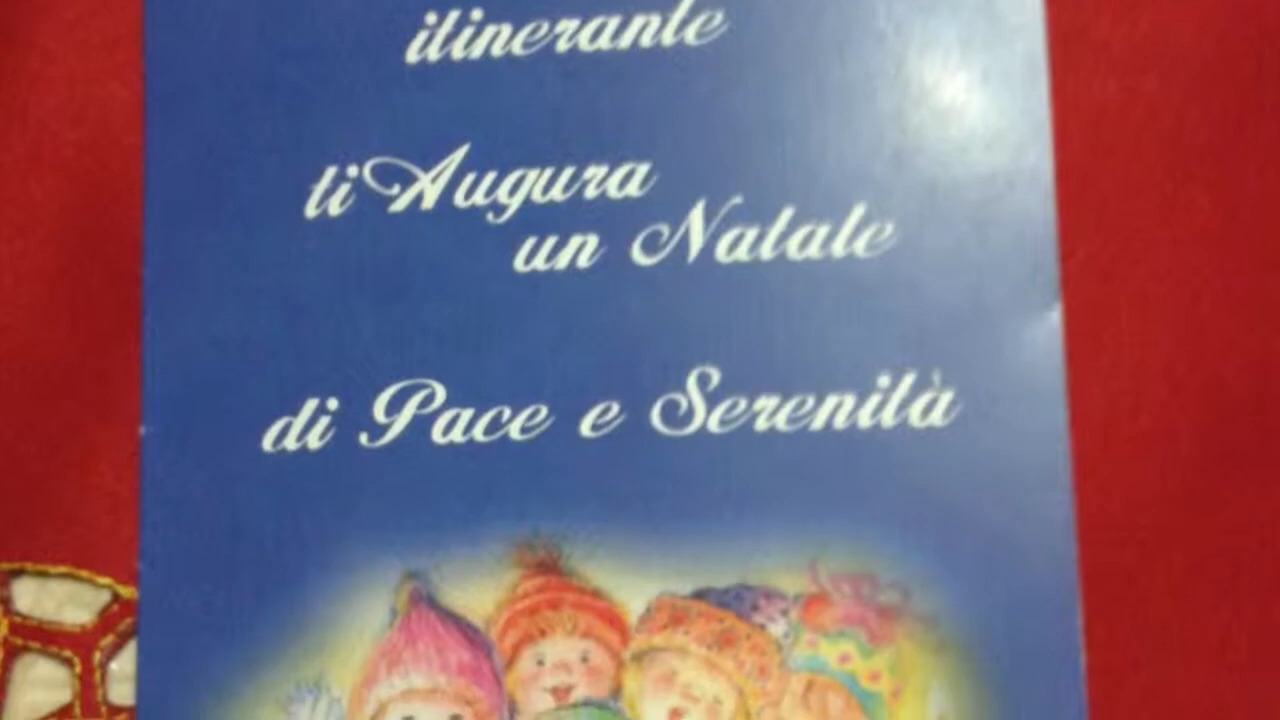 itinerante
ti Augura
un Natale
di Pace e Serenità